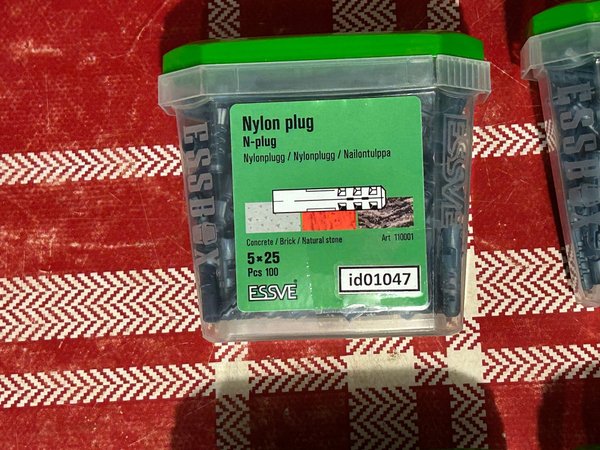 Nylon plug
N-plug
Nylonplugg / Nylonplugg / Nailontulppa
Concrete / Brick / Natural stone
Art 110001
5×25
Pcs 100
ESSVE
id01047
ESSBOX
ESSVE
ESSBOX